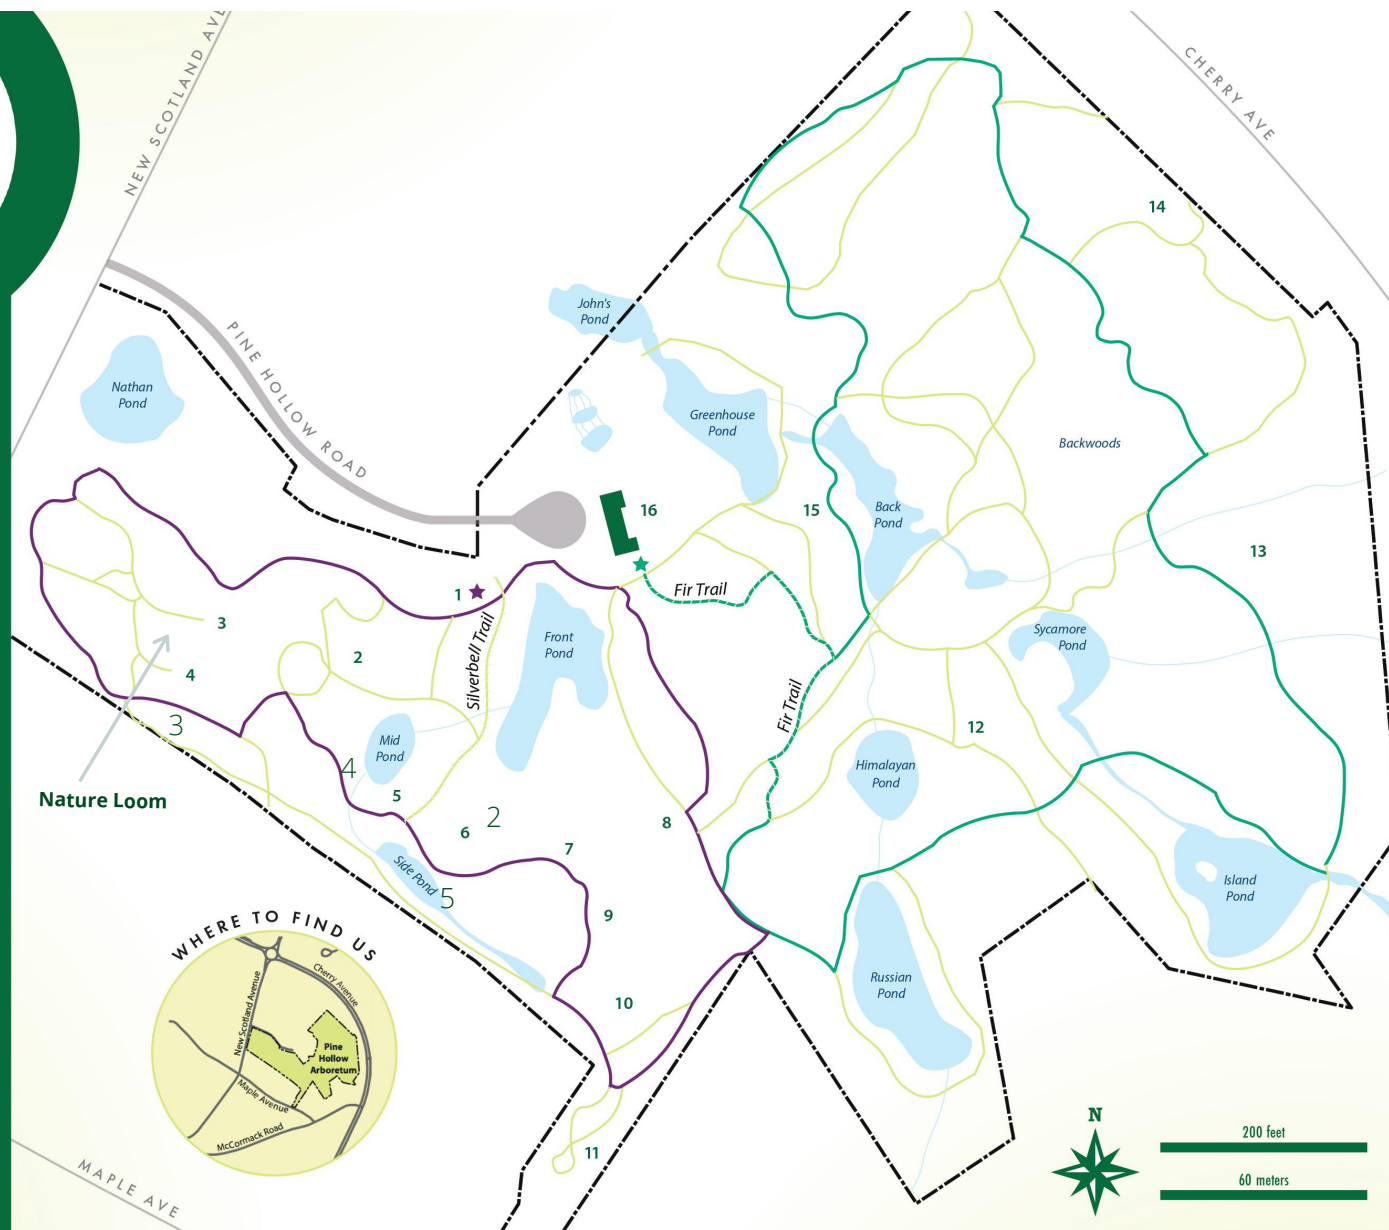 NEW SCOTLAND AVE
CHERRY AVE
14
John's
Pond
PINE HOLLOW ROAD
Nathan
Pond
Greenhouse
Pond
Backwoods
16
15
Back
Pond
13
1
Fir Trail
3
Silverbell Trail
Front
Pond
Sycamore
Pond
2
4
Fir Trail
3
12
Mid
Pond
4
Himalayan
Pond
5
Nature Loom
2
6
8
7
Side Pond
5
Island
Pond
9
WHERE TO FIND US
Cherry Avenue
New Scotland Avenue
Russian
Pond
10
Pine
Hollow
Arboretum
Maple Avenue
McCormack Road
N
200 feet
11
60 meters
MAPLE AVE